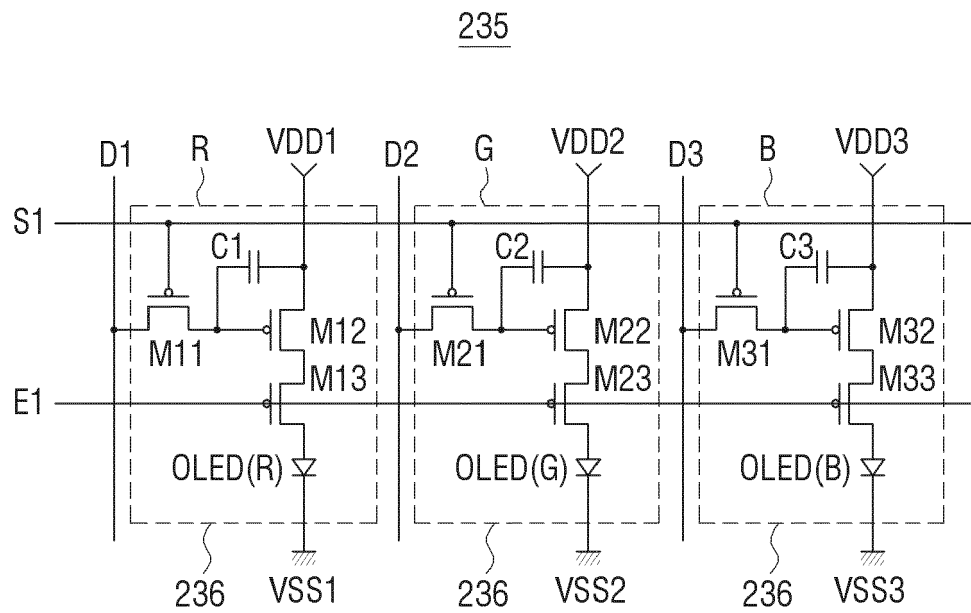 235
D1 R VDD1 D2 G VDD2 D3 B VDD3
S1
C1 C2 C3
M11 M12 M21 M22 M31 M32
M13 M23 M33
E1
OLED(R) OLED(G) OLED(B)
236 VSS1 236 VSS2 236 VSS3